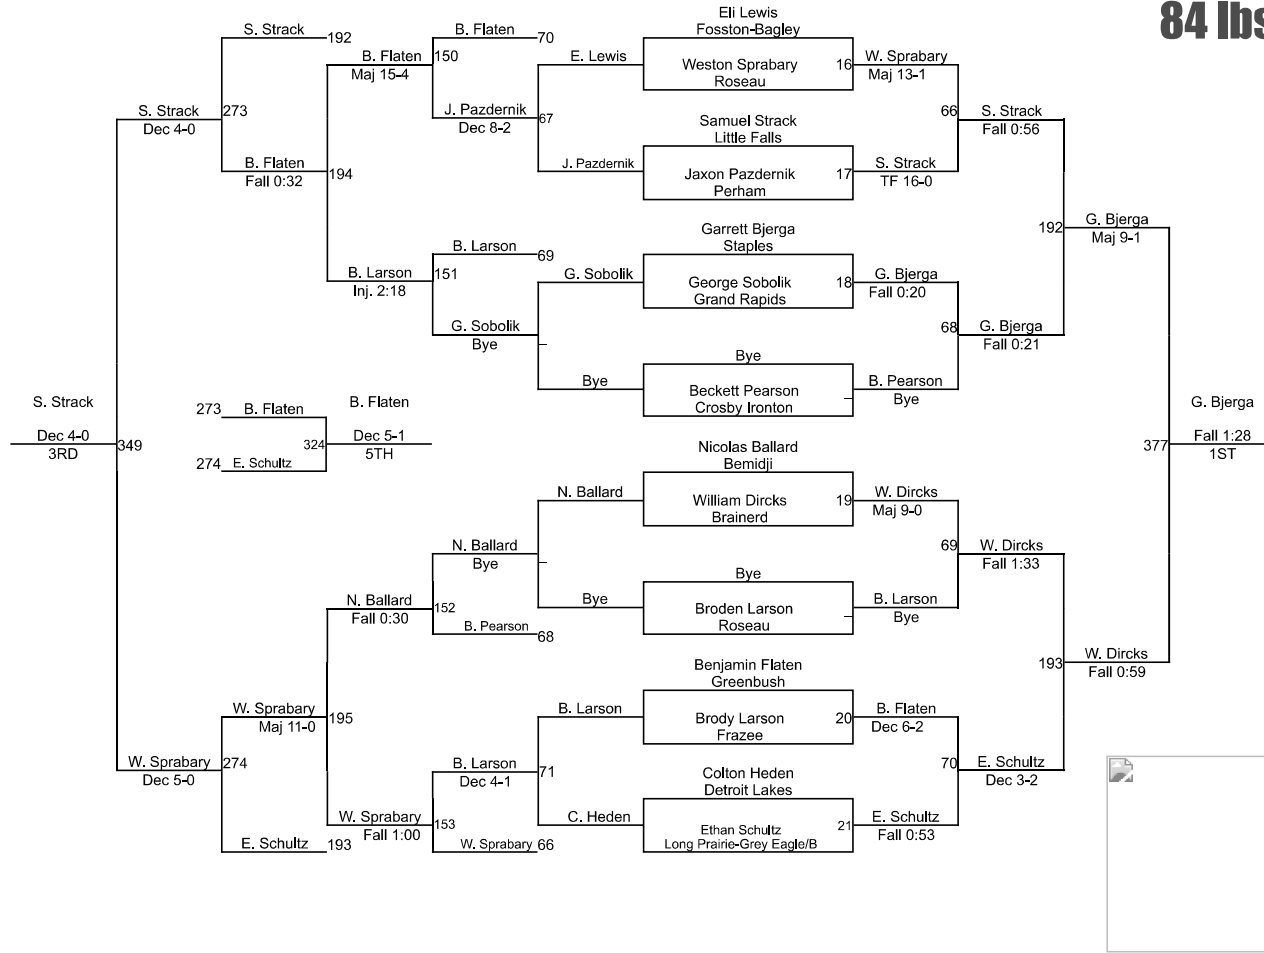 84 lbs
Eli Lewis
Fosston-Bagley
S. Strack
192
B. Flaten
70
B. Flaten
150
Maj 15-4
E. Lewis
Weston Sprabary
16
Roseau
W. Sprabary
Maj 13-1
S. Strack
273
Dec 4-0
J. Pazdernik
67
Dec 8-2
Samuel Strack
Little Falls
66
S. Strack
Fall 0:56
B. Flaten
194
Fall 0:32
J. Pazdernik
Jaxon Pazdernik
17
Perham
S. Strack
TF 16-0
Garrett Bjerga
Staples
192
G. Bjerga
Maj 9-1
B. Larson
69
B. Larson
151
Inj. 2:18
G. Sobolik
George Sobolik
18
Grand Rapids
G. Bjerga
Fall 0:20
G. Sobolik
Bye
68
G. Bjerga
Fall 0:21
Bye
Bye
Beckett Pearson
Crosby Ironton
B. Pearson
Bye
S. Strack
Dec 4-0
349
3RD
273
B. Flaten
324
274
E. Schultz
B. Flaten
Dec 5-1
5TH
G. Bjerga
377
Fall 1:28
1ST
Nicolas Ballard
Bemidji
N. Ballard
William Dircks
19
Brainerd
W. Dircks
Maj 9-0
N. Ballard
Bye
69
W. Dircks
Fall 1:33
Bye
N. Ballard
152
Fall 0:30
B. Pearson
68
Bye
Broden Larson
Roseau
B. Larson
Bye
193
W. Dircks
Fall 0:59
Benjamin Flaten
Greenbush
W. Sprabary
195
Maj 11-0
B. Larson
Brody Larson
20
Frazee
B. Flaten
Dec 6-2
W. Sprabary
274
Dec 5-0
B. Larson
71
Dec 4-1
Colton Heden
Detroit Lakes
70
E. Schultz
Dec 3-2
W. Sprabary
153
Fall 1:00
C. Heden
Ethan Schultz
21
Long Prairie-Grey Eagle/B
E. Schultz
Fall 0:53
E. Schultz
193
W. Sprabary
66